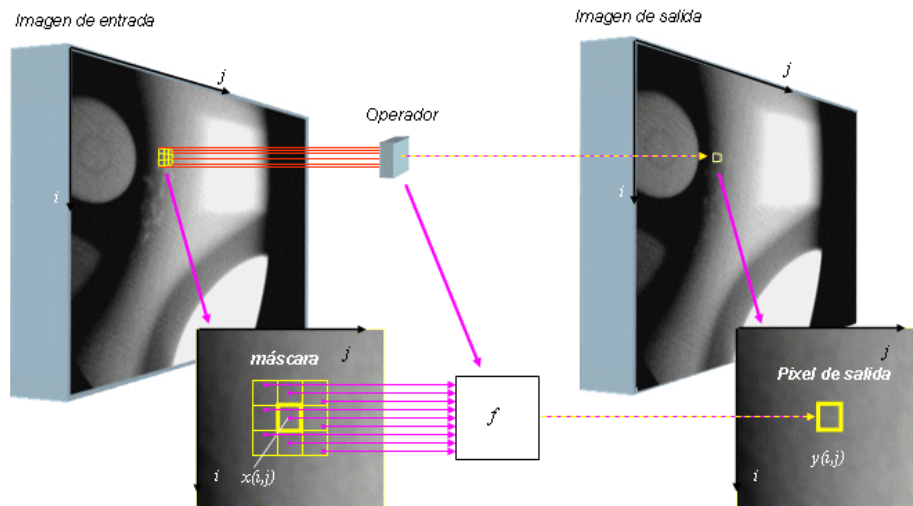 Imagen de entrada
Imagen de salida
j
j
Operador
i
i
máscara
j
f
j
Pixel de salida
x(i,j)
i
y(i,j)
i